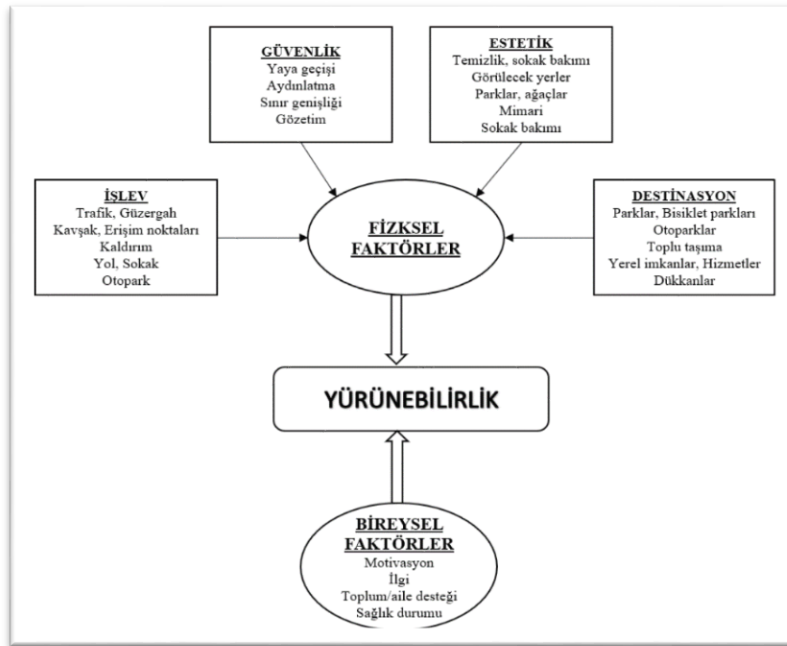 GÜVENLİK
Yaya geçişi
Aydınlatma
Sınır genişliği
Gözetim
ESTETİK
Temizlik, sokak bakımı
Görülecek yerler
Parklar, ağaçlar
Mimari
Sokak bakımı
İŞLEV
Trafik, Güzergah
Kavşak, Erişim noktaları
Kaldırım
Yol, Sokak
Otopark
FİZKSEL
FAKTÖRLER
DESTİNASYON
Parklar, Bisiklet parkları
Otoparklar
Toplu taşıma
Yerel imkanlar, Hizmetler
Dükkanlar
YÜRÜNEBİLİRLİK
BİREYSEL
FAKTÖRLER
Motivasyon
İlgi
Toplum/aile desteği
Sağlık durumu